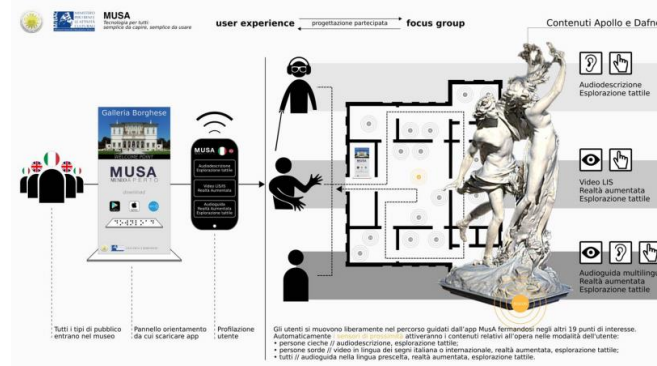 MUSA
Tecnologia per tutti
semplice da capire, semplice da usare
user experience
progettazione partecipata
focus group
Contenuti Apollo e Dafne
Galleria Borghese
WELCOME POINT
MUSA
download
MUSA
Audiodescrizione
Esplorazione tattile
Video LIS/IS
Realtà Aumentata
Audioguida
Realtà Aumentata
Esplorazione tattile
Audiodescrizione
Esplorazione tattile
Video LIS
Realtà aumentata
Esplorazione tattile
Audioguida multilingu
Realtà aumentata
Esplorazione tattile
Tutti i tipi di pubblico
entrano nel museo
Pannello orientamento
da cui scaricare app
Profilazione
utente
Gli utenti si muovono liberamente nel percorso guidati dall'app MusA fermandosi negli altri 19 punti di interesse.
Automaticamente i sensori di prossimità attiveranno i contenuti relativi all'opera nelle modalità dell'utente:
• persone cieche // audiodescrizione, esplorazione tattile;
• persone sorde // video in lingua dei segni italiana o internazionale, realtà aumentata, esplorazione tattile;
• tutti // audioguida nella lingua prescelta, realtà aumentata, esplorazione tattile.